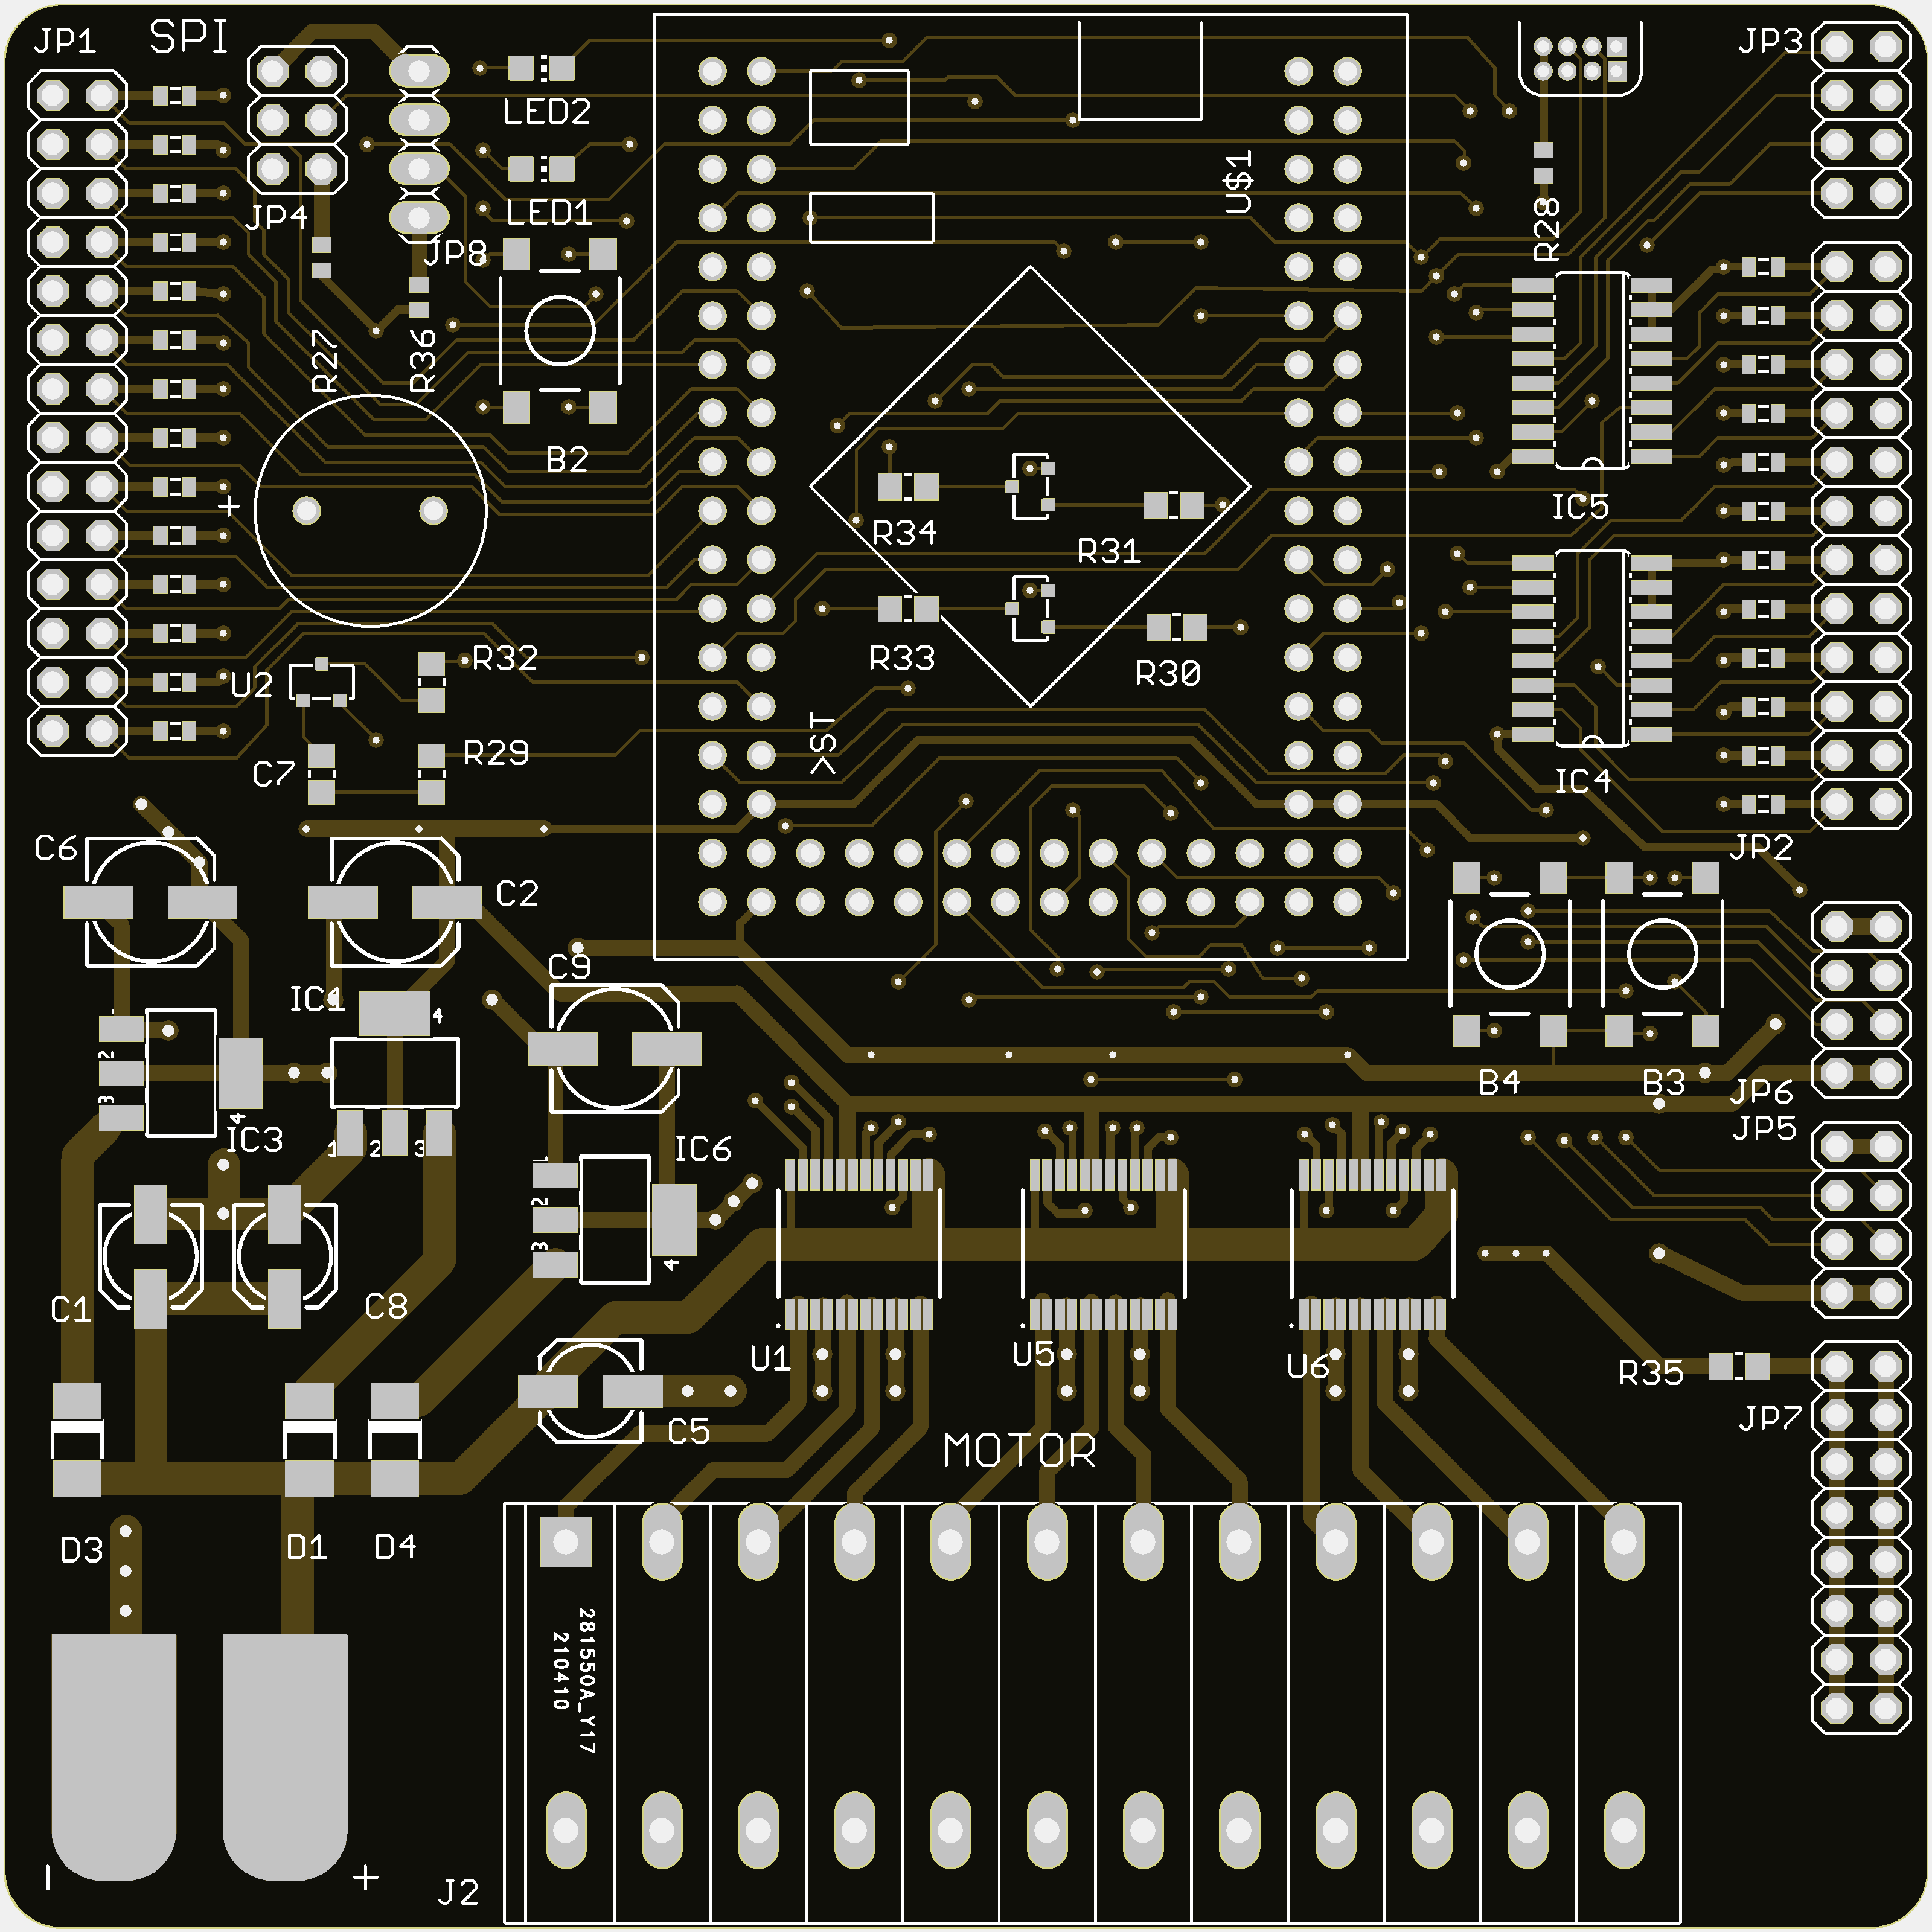 JP1
SPI
JP3
LED2
U$1
JP4
LED1
R28
JP8
R27
R36
B2
+
IC5
R34
R31
R33
R30
R32
U2
>ST
R29
C7
IC4
C6
JP2
C2
C9
IC1
4
2
3
B4
B3
JP6
4
IC3
1
2
3
IC6
JP5
2
3
4
C1
C8
U1
U5
U6
R35
JP7
C5
MOTOR
D3
D1
D4
281550A_Y17
210410
-
+
J2